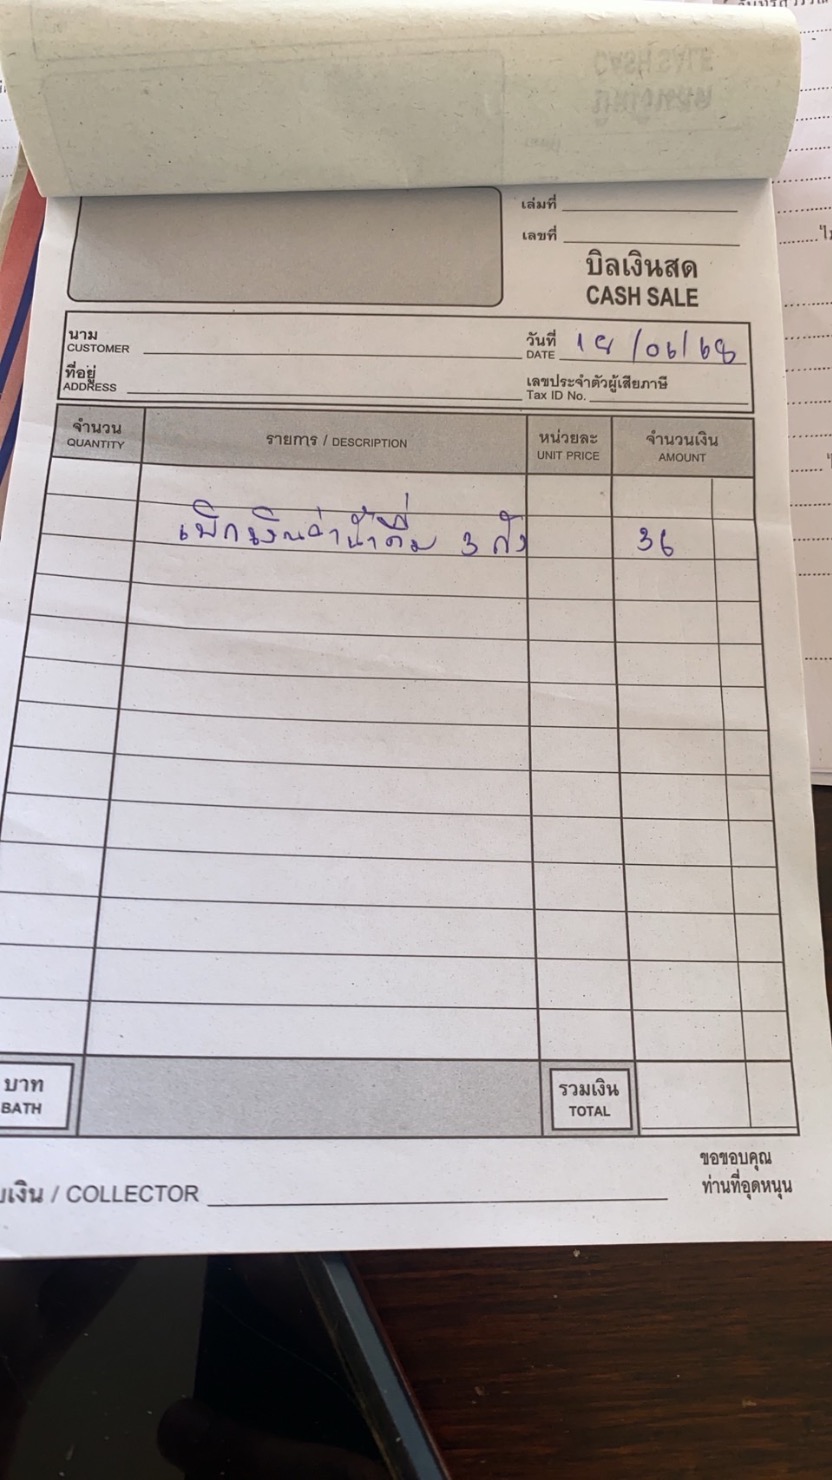 เล่มที่
เลขที่
บิลเงินสด
CASH SALE
นาม
CUSTOMER
วันที่ 18/06/68
DATE
ที่อยู่
ADDRESS
เลขประจำตัวผู้เสียภาษี
Tax ID No.
จำนวน
QUANTITY
รายการ / DESCRIPTION
หน่วยละ
UNIT PRICE
จำนวนเงิน
AMOUNT
เบิกเงินค่าน้ำดื่ม 3 ถัง 36
บาท
BATH
รวมเงิน
TOTAL
ขอขอบคุณ
ท่านที่อุดหนุน
เงิน / COLLECTOR